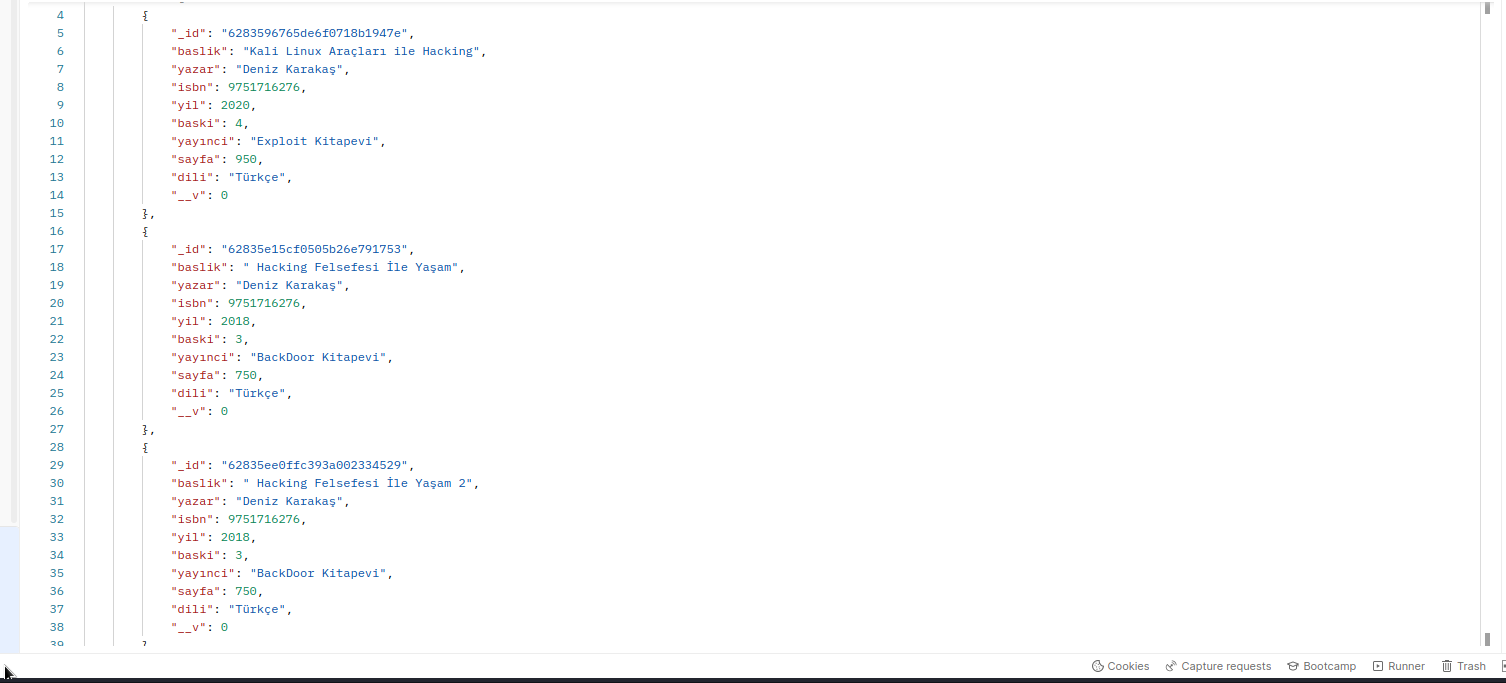 4 {
5 "_id": "6283596765de6f0718b1947e",
6 "baslik": "Kali Linux Araçları ile Hacking",
7 "yazar": "Deniz Karakaş",
8 "isbn": 9751716276,
9 "yil": 2020,
10 "baski": 4,
11 "yayınci": "Exploit Kitapevi",
12 "sayfa": 950,
13 "dili": "Türkçe",
14 "__v": 0
15 },
16 {
17 "_id": "62835e15cf0505b26e791753",
18 "baslik": " Hacking Felsefesi İle Yaşam",
19 "yazar": "Deniz Karakaş",
20 "isbn": 9751716276,
21 "yil": 2018,
22 "baski": 3,
23 "yayınci": "BackDoor Kitapevi",
24 "sayfa": 750,
25 "dili": "Türkçe",
26 "__v": 0
27 },
28 {
29 "_id": "62835ee0ffc393a002334529",
30 "baslik": " Hacking Felsefesi İle Yaşam 2",
31 "yazar": "Deniz Karakaş",
32 "isbn": 9751716276,
33 "yil": 2018,
34 "baski": 3,
35 "yayınci": "BackDoor Kitapevi",
36 "sayfa": 750,
37 "dili": "Türkçe",
38 "__v": 0
39 }
Cookies Capture requests Bootcamp Runner Trash